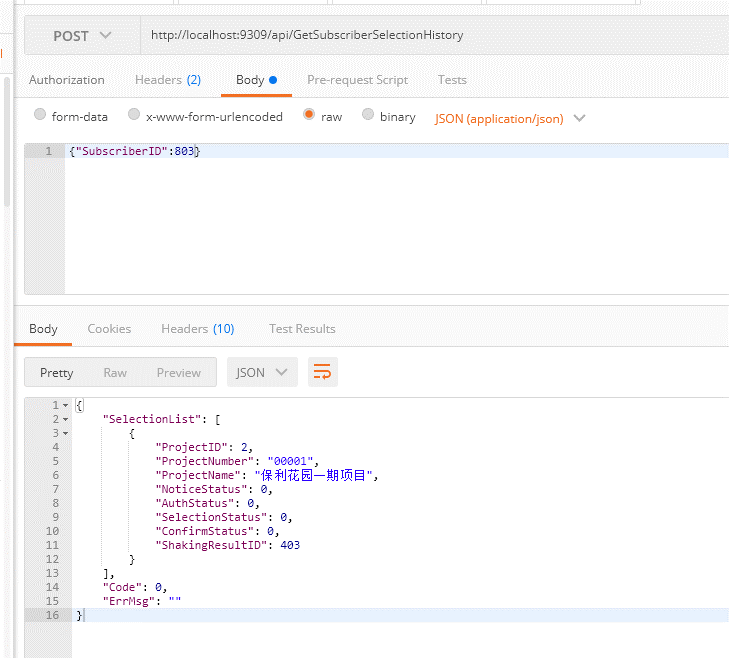 POST http://localhost:9309/api/GetSubscriberSelectionHistory
Authorization Headers (2) Body Pre-request Script Tests
form-data x-www-form-urlencoded raw binary JSON (application/json)
1 {"SubscriberID":803}
Body Cookies Headers (10) Test Results
Pretty Raw Preview JSON
1 {
2 "SelectionList": [
3 {
4 "ProjectID": 2,
5 "ProjectNumber": "00001",
6 "ProjectName": "保利花园一期项目",
7 "NoticeStatus": 0,
8 "AuthStatus": 0,
9 "SelectionStatus": 0,
10 "ConfirmStatus": 0,
11 "ShakingResultID": 403
12 }
13 ],
14 "Code": 0,
15 "ErrMsg": ""
16 }